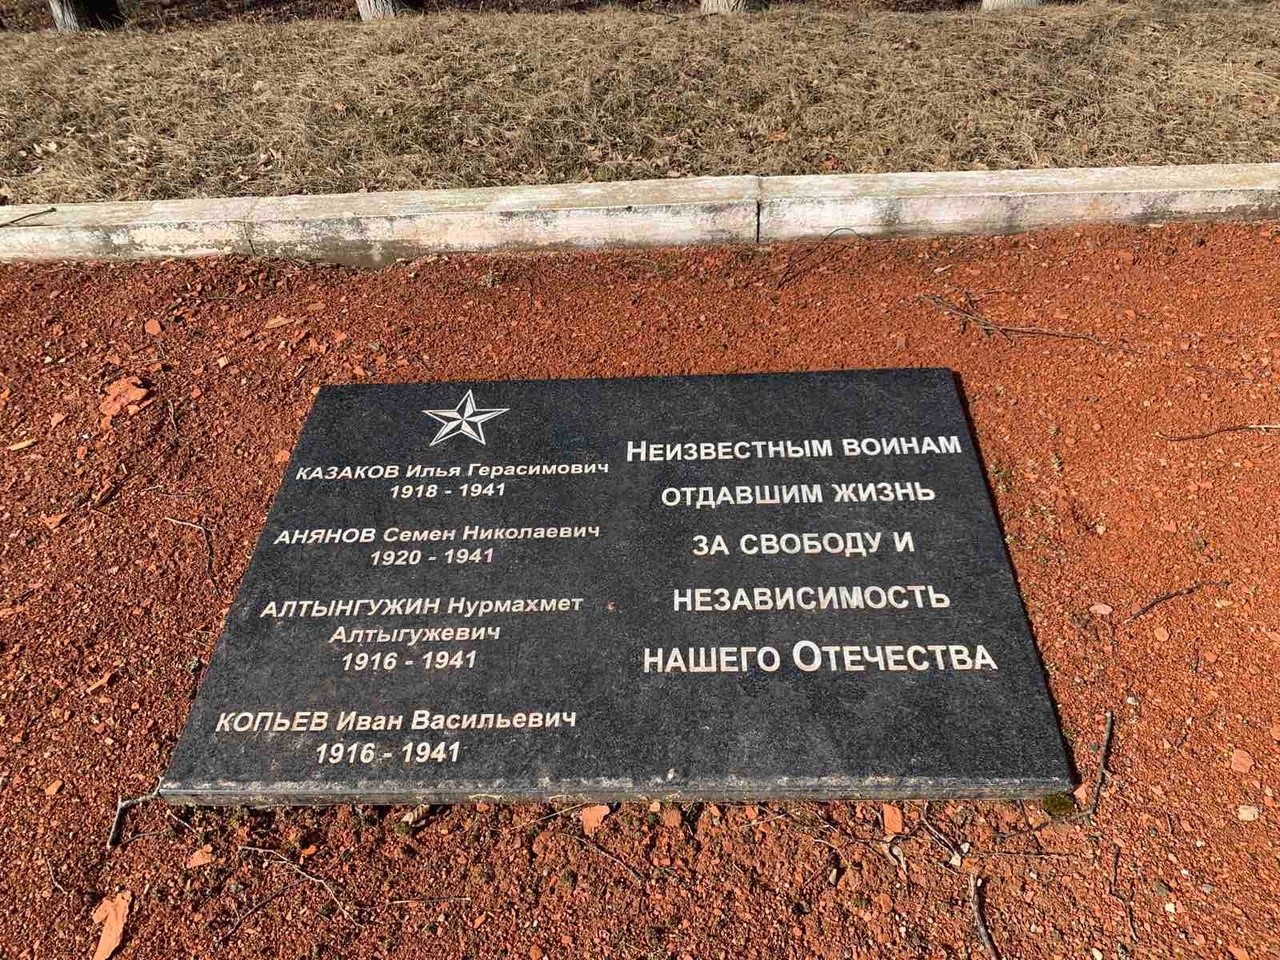 КАЗАКОВ Илья Герасимович
1918 - 1941
АНЯНОВ Семен Николаевич
1920 - 1941
АЛТЫНГУЖИН Нурмахмет
Алтыгужевич
1916 - 1941
КОПЬЕВ Иван Васильевич
1916 - 1941
НЕИЗВЕСТНЫМ ВОИНАМ
ОТДАВШИМ ЖИЗНЬ
ЗА СВОБОДУ И
НЕЗАВИСИМОСТЬ
НАШЕГО ОТЕЧЕСТВА